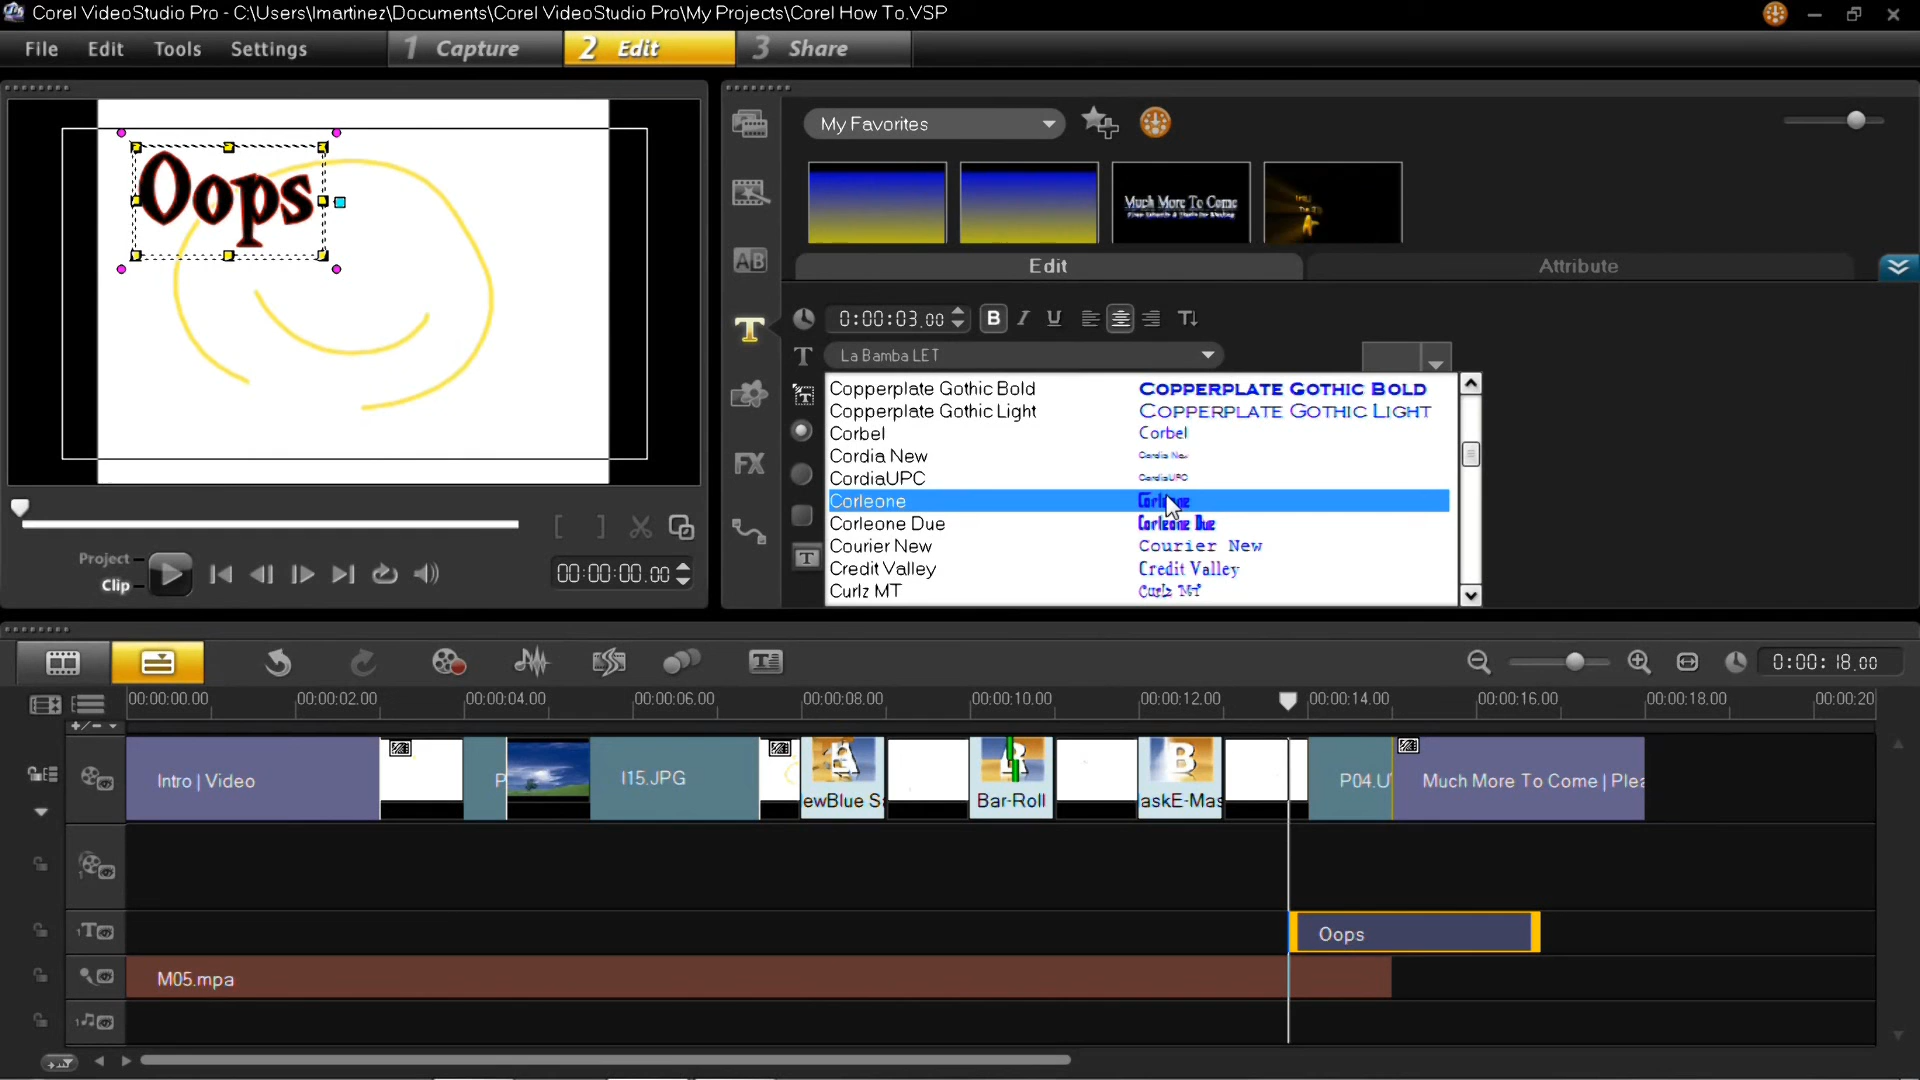 Corel VideoStudio Pro - C:\Users\lmartinez\Documents\Corel VideoStudio Pro\My Projects\Corel How To.VSP
File Edit Tools Settings 1 Capture 2 Edit 3 Share
My Favorites
Oops
Much More To Come
Edit Attribute
0:00:03.00 B I U
La Bamba LET
Copperplate Gothic Bold Copperplate Gothic Bold
Copperplate Gothic Light Copperplate Gothic Light
Corbel Corbel
Cordia New Cordia New
CordiaUPC CordiaUPC
Corleone
Corleone Due Corleone Due
Courier New Courier New
Credit Valley Credit Valley
Curlz MT Curlz MT
AB
T
FX
Project
Clip
00:00:00.00
0:00:18.00
00:00:00.00 00:00:02.00 00:00:04.00 00:00:06.00 00:00:08.00 00:00:10.00 00:00:12.00 00:00:14.00 00:00:16.00 00:00:18.00 00:00:20
Intro | Video P I15.JPG ewBlue Sa Bar-Roll askE-Mas P04.U Much More To Come | Plea
Oops
M05.mpa